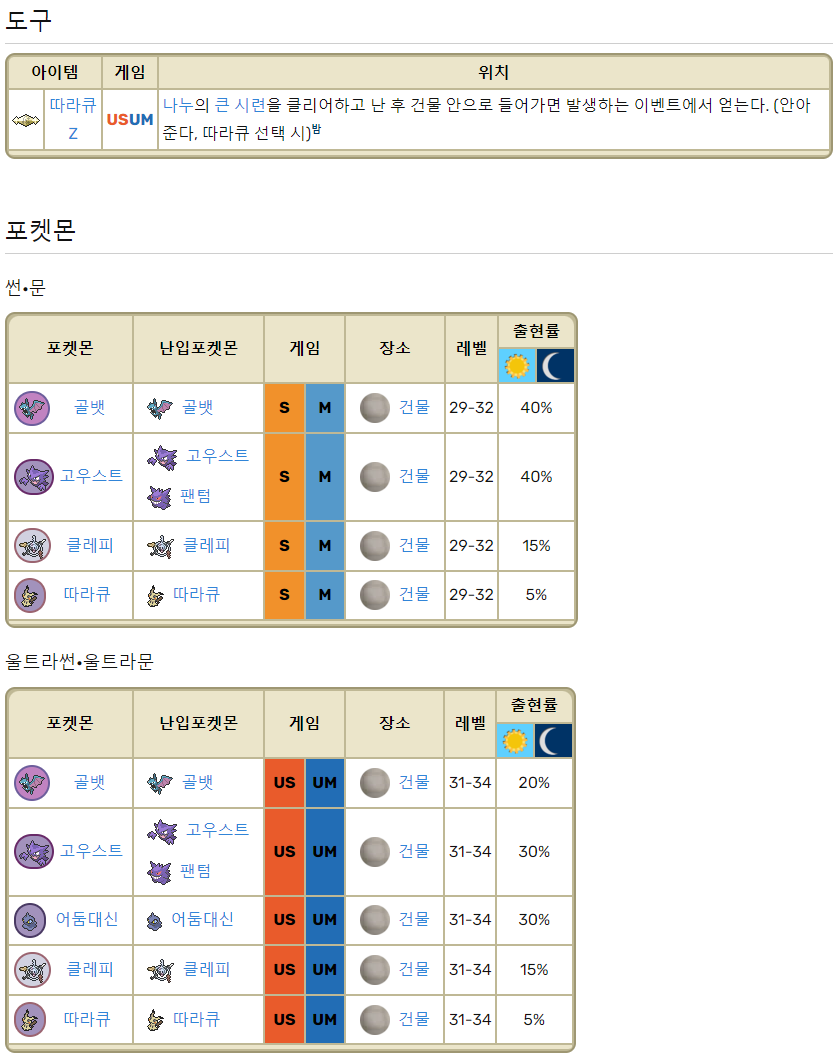 도구
아이템 게임 위치
따라큐 나누의 큰 시련을 클리어하고 난 후 건물 안으로 들어가면 발생하는 이벤트에서 얻는다. (안아
Z USUM 준다, 따라큐 선택 시)밤
포켓몬
썬•문
포켓몬 난입포켓몬 게임 장소 레벨 출현률
골뱃 골뱃 S M 건물 29-32 40%
고우스트 고우스트 S M 건물 29-32 40%
팬텀
클레피 클레피 S M 건물 29-32 15%
따라큐 따라큐 S M 건물 29-32 5%
울트라썬•울트라문
포켓몬 난입포켓몬 게임 장소 레벨 출현률
골뱃 골뱃 US UM 건물 31-34 20%
고우스트 고우스트 US UM 건물 31-34 30%
팬텀
어둠대신 어둠대신 US UM 건물 31-34 30%
클레피 클레피 US UM 건물 31-34 15%
따라큐 따라큐 US UM 건물 31-34 5%